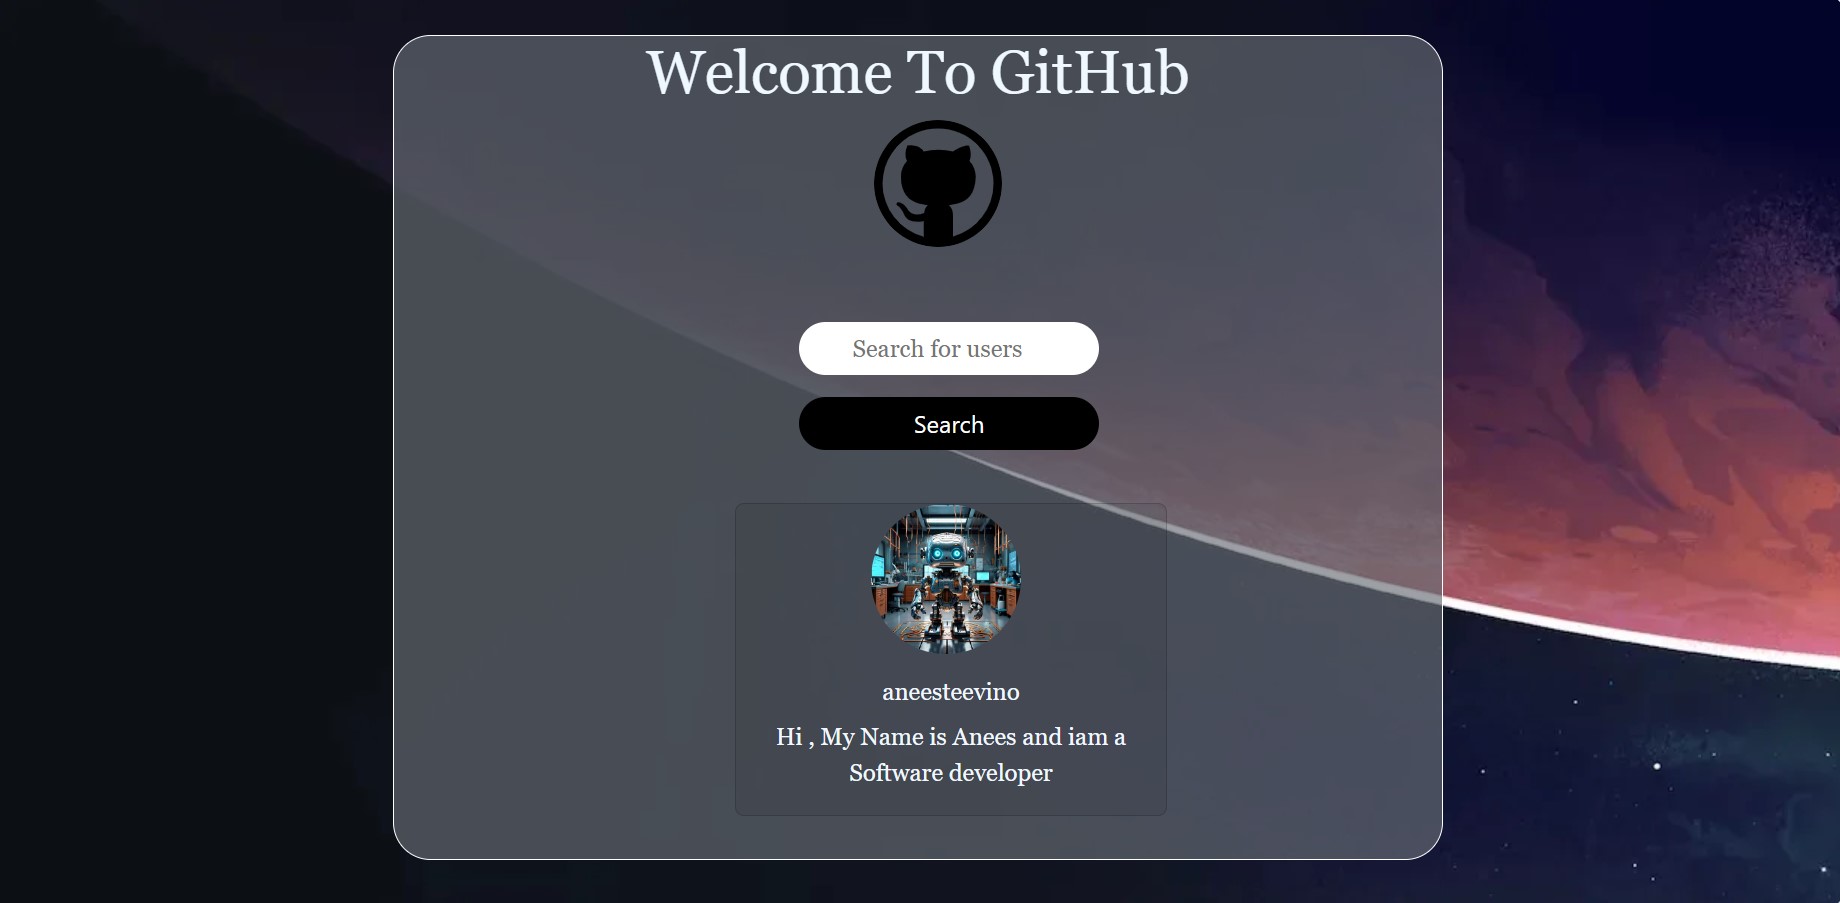 Welcome To GitHub
Search for users
Search
aneesteevino
Hi , My Name is Anees and iam a
Software developer